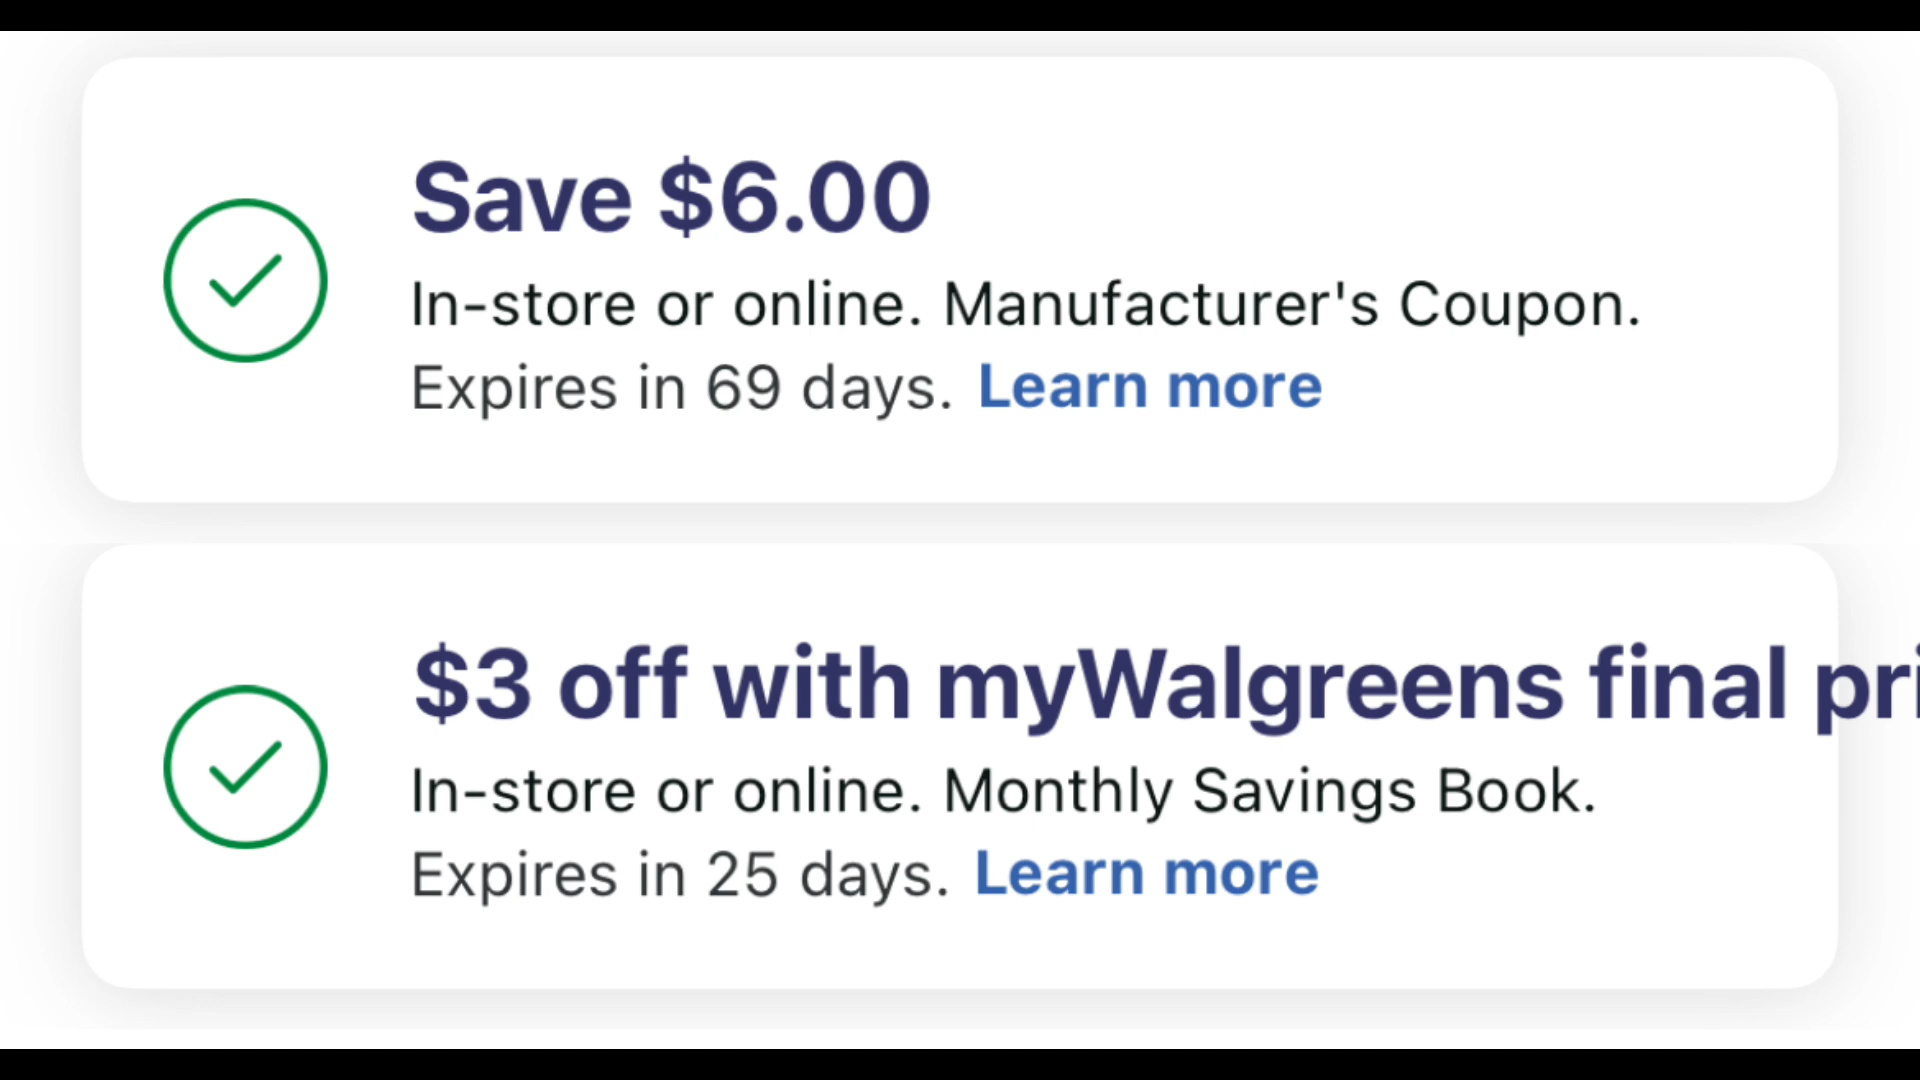 Save $6.00
In-store or online. Manufacturer's Coupon.
Expires in 69 days. Learn more
$3 off with myWalgreens final pri
In-store or online. Monthly Savings Book.
Expires in 25 days. Learn more